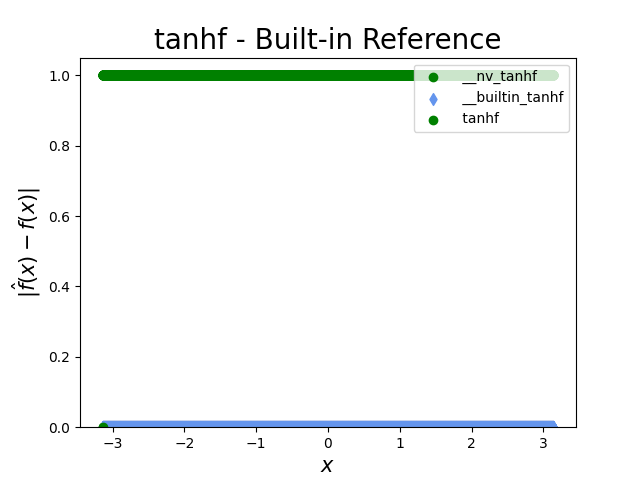 tanhf - Built-in Reference
1.0
0.8
0.6
0.4
0.2
0.0
|f̂(x) − f(x)|
__nv_tanhf
__builtin_tanhf
tanhf
−3 −2 −1 0 1 2 3
x